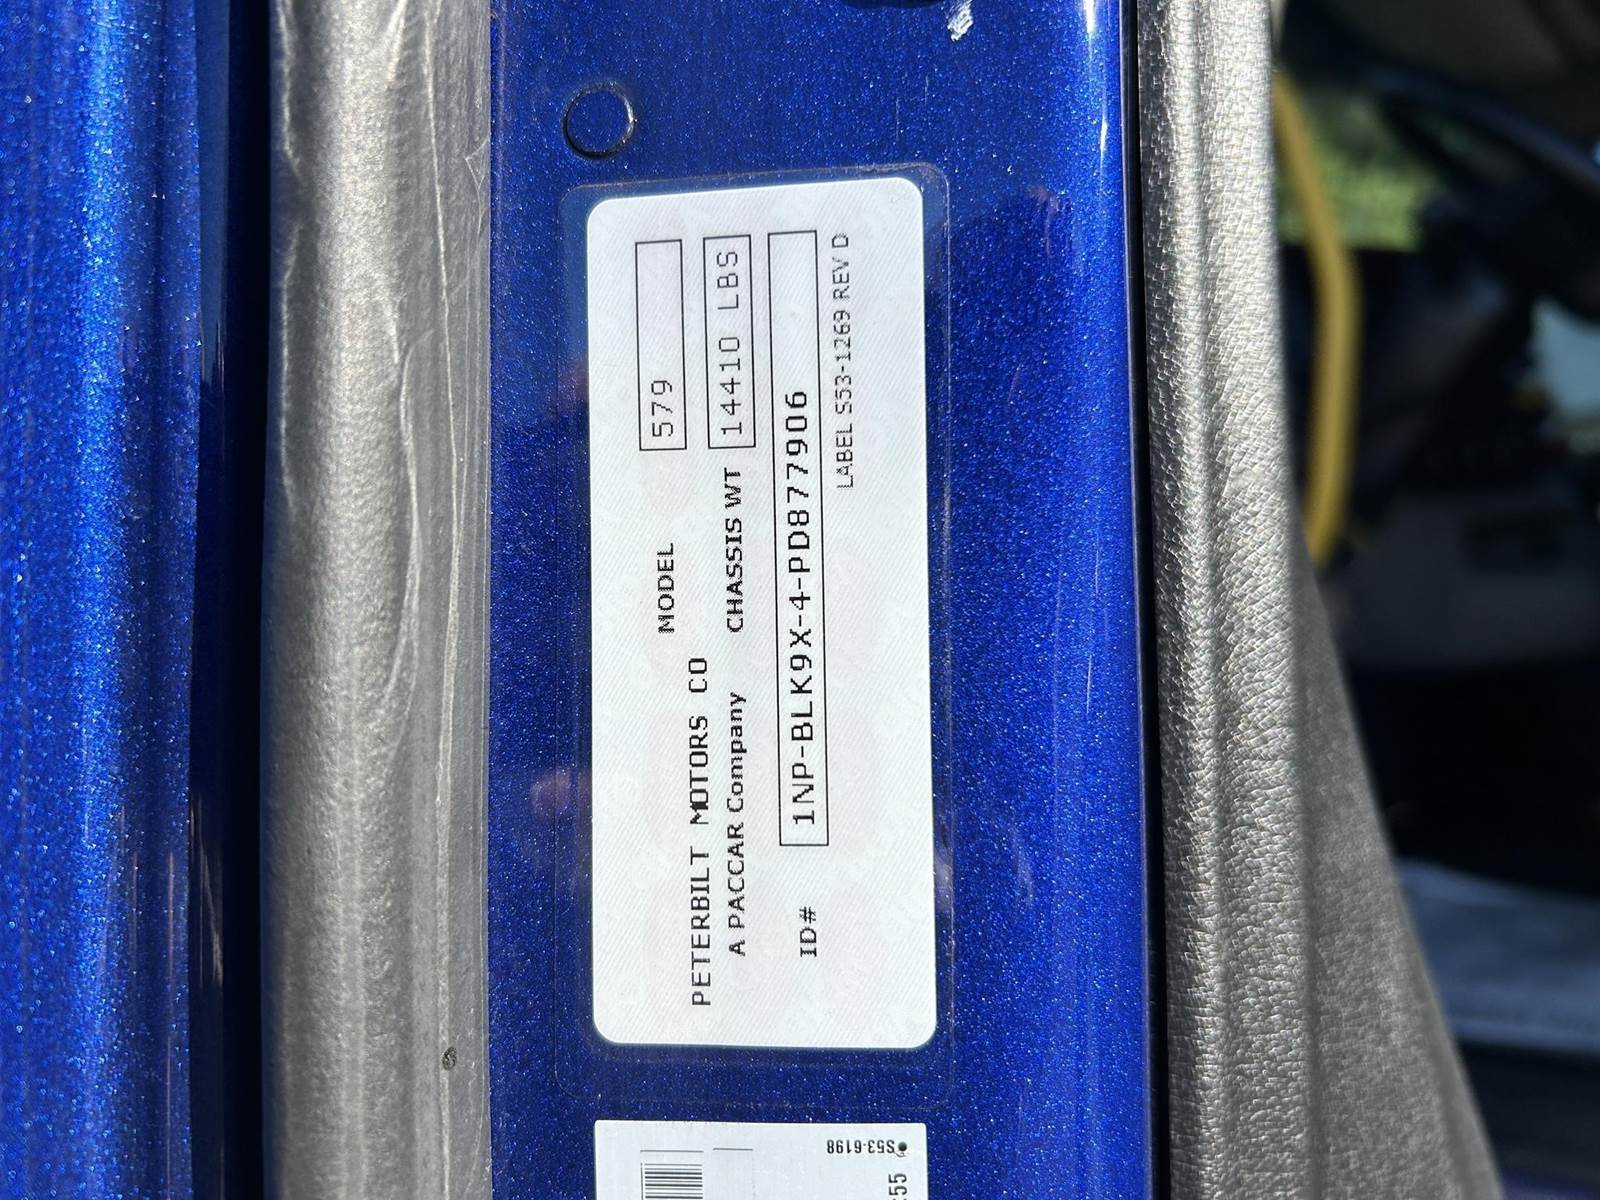 MODEL 579
PETERBILT MOTORS CO
A PACCAR Company CHASSIS WT 14410 LBS
ID# 1NP-BLK9X-4-PD877906
LABEL S53-1269 REV D
S53-6198